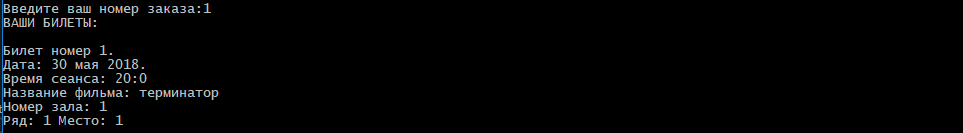 Введите ваш номер заказа:1
ВАШИ БИЛЕТЫ:
Билет номер 1.
Дата: 30 мая 2018.
Время сеанса: 20:0
Название фильма: терминатор
Номер зала: 1
Ряд: 1 Место: 1